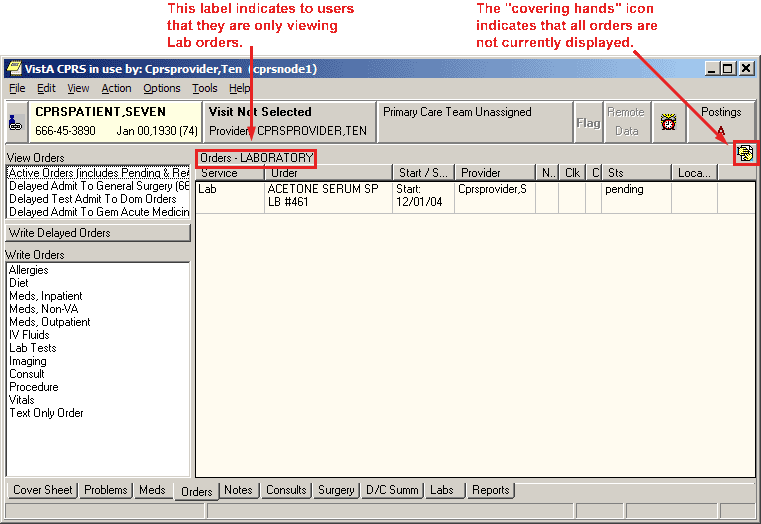 This label indicates to users
that they are only viewing
Lab orders.
The "covering hands" icon
indicates that all orders are
not currently displayed.
VistA CPRS in use by: Cprsprovider,Ten (cprsnode1)
File Edit View Action Options Tools Help
CPRSPATIENT,SEVEN
666-45-3890 Jan 00,1930 (74)
Visit Not Selected
Provider: CPRSPROVIDER,TEN
Primary Care Team Unassigned
Flag
Remote
Data
Postings
A
View Orders
Active Orders (includes Pending & Re
Delayed Admit To General Surgery (66
Delayed Test Admit To Dom Orders
Delayed Admit To Gem Acute Medicin
Write Delayed Orders
Write Orders
Allergies
Diet
Meds, Inpatient
Meds, Non-VA
Meds, Outpatient
IV Fluids
Lab Tests
Imaging
Consult
Procedure
Vitals
Text Only Order
Orders - LABORATORY
Service Order Start / S... Provider N... Clk C Sts Loca...
Lab ACETONE SERUM SP Start: Cprsprovider,S pending
LB #461 12/01/04
Cover Sheet Problems Meds Orders Notes Consults Surgery D/C Summ Labs Reports